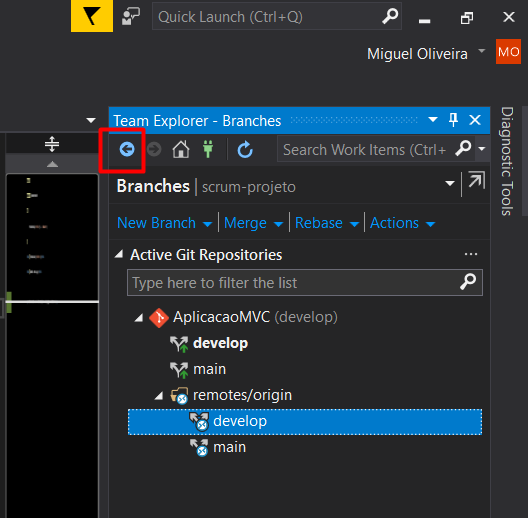 Quick Launch (Ctrl+Q)
Miguel Oliveira
MO
Team Explorer - Branches
Search Work Items (Ctrl+
Branches | scrum-projeto
New Branch | Merge | Rebase | Actions
Active Git Repositories
Type here to filter the list
AplicacaoMVC (develop)
develop
main
remotes/origin
develop
main
Diagnostic Tools